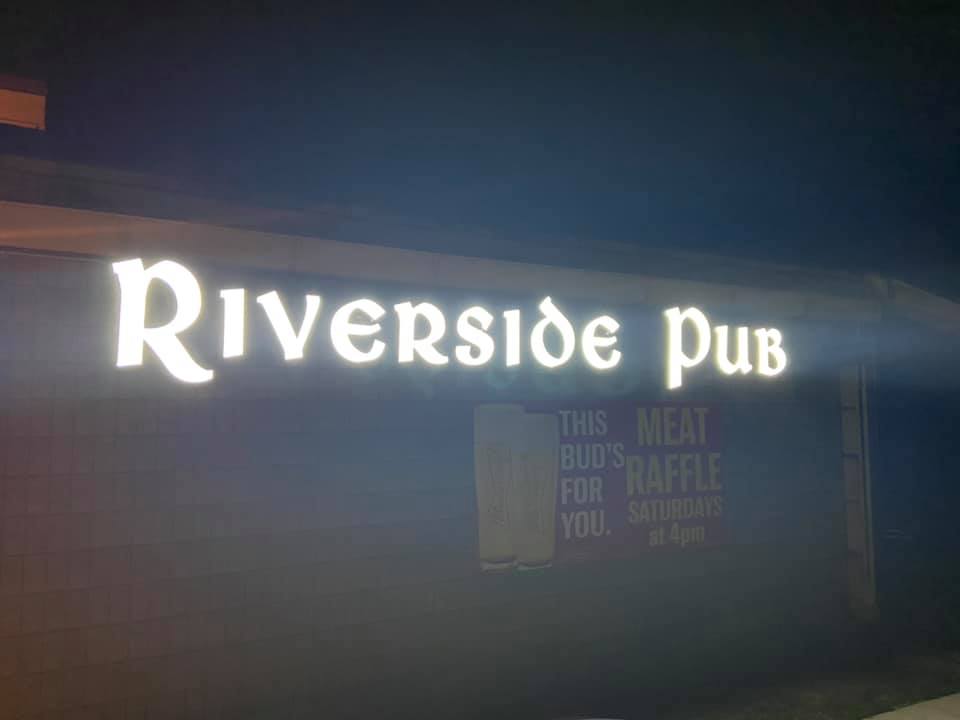 Riverside Pub
THIS
BUD'S
FOR
YOU.
MEAT
RAFFLE
SATURDAYS
at 4pm